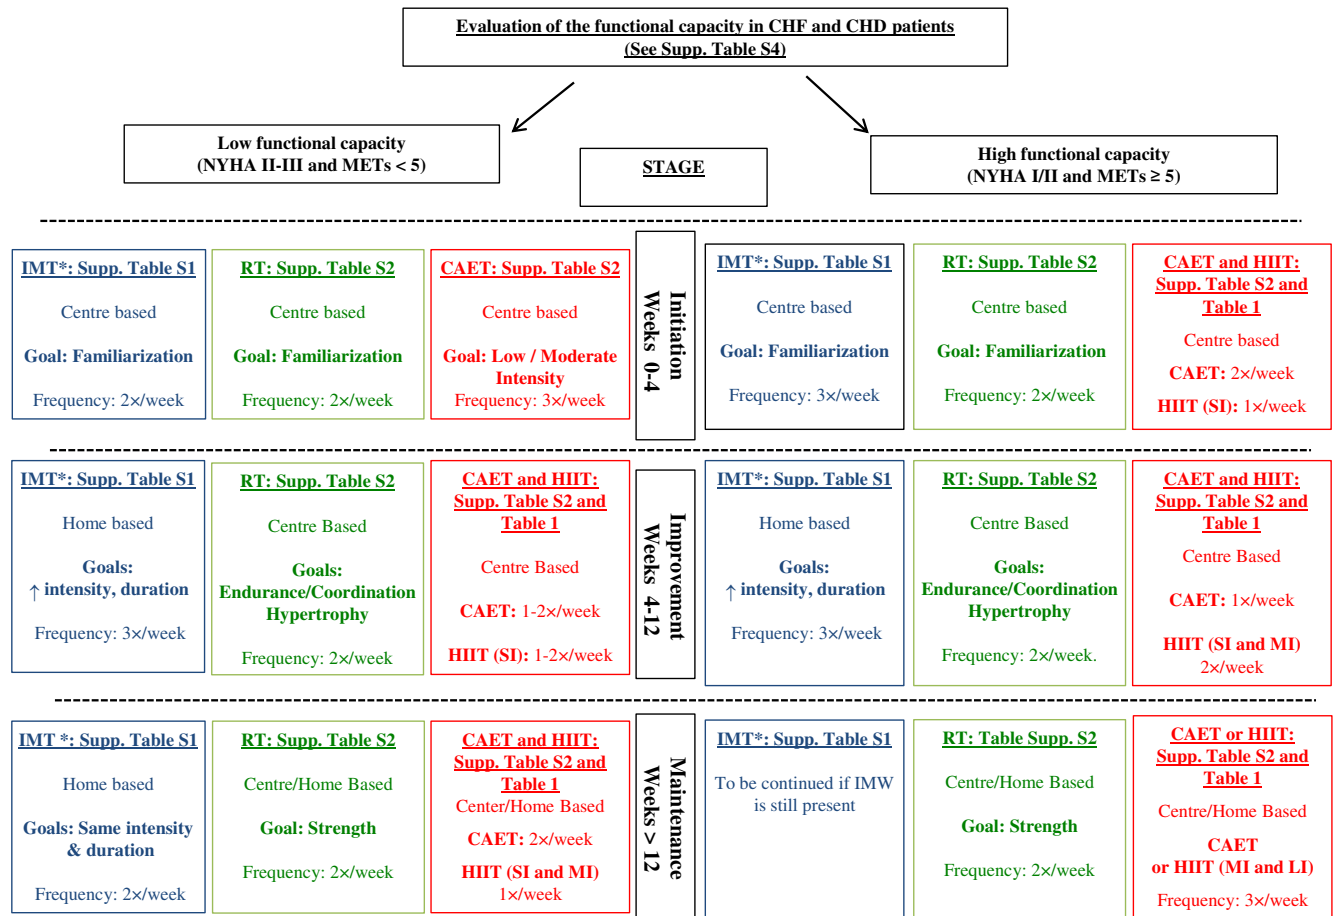 Evaluation of the functional capacity in CHF and CHD patients
(See Supp. Table S4)
Low functional capacity
(NYHA II-III and METs < 5)
STAGE
High functional capacity
(NYHA I/II and METs ≥ 5)
IMT*: Supp. Table S1
Centre based
Goal: Familiarization
Frequency: 2×/week
RT: Supp. Table S2
Centre based
Goal: Familiarization
Frequency: 2×/week
CAET: Supp. Table S2
Centre based
Goal: Low / Moderate
Intensity
Frequency: 3×/week
Initiation
Weeks 0-4
IMT*: Supp. Table S1
Centre based
Goal: Familiarization
Frequency: 3×/week
RT: Supp. Table S2
Centre based
Goal: Familiarization
Frequency: 2×/week
CAET and HIIT:
Supp. Table S2 and
Table 1
Centre based
CAET: 2×/week
HIIT (SI): 1×/week
IMT*: Supp. Table S1
Home based
Goals:
↑ intensity, duration
Frequency: 3×/week
RT: Supp. Table S2
Centre Based
Goals:
Endurance/Coordination
Hypertrophy
Frequency: 2×/week
CAET and HIIT:
Supp. Table S2 and
Table 1
Centre Based
CAET: 1-2×/week
HIIT (SI): 1-2×/week
Improvement
Weeks 4-12
IMT*: Supp. Table S1
Home based
Goals:
↑ intensity, duration
Frequency: 3×/week
RT: Supp. Table S2
Centre Based
Goals:
Endurance/Coordination
Hypertrophy
Frequency: 2×/week.
CAET and HIIT:
Supp. Table S2 and
Table 1
Centre Based
CAET: 1×/week
HIIT (SI and MI)
2×/week
IMT *: Supp. Table S1
Home based
Goals: Same intensity
& duration
Frequency: 2×/week
RT: Supp. Table S2
Centre/Home Based
Goal: Strength
Frequency: 2×/week
CAET and HIIT:
Supp. Table S2 and
Table 1
Center/Home Based
CAET: 2×/week
HIIT (SI and MI)
1×/week
Maintenance
Weeks > 12
IMT*: Supp. Table S1
To be continued if IMW
is still present
RT: Table Supp. S2
Centre/Home Based
Goal: Strength
Frequency: 2×/week
CAET or HIIT:
Supp. Table S2 and
Table 1
Centre/Home Based
CAET
or HIIT (MI and LI)
Frequency: 3×/week